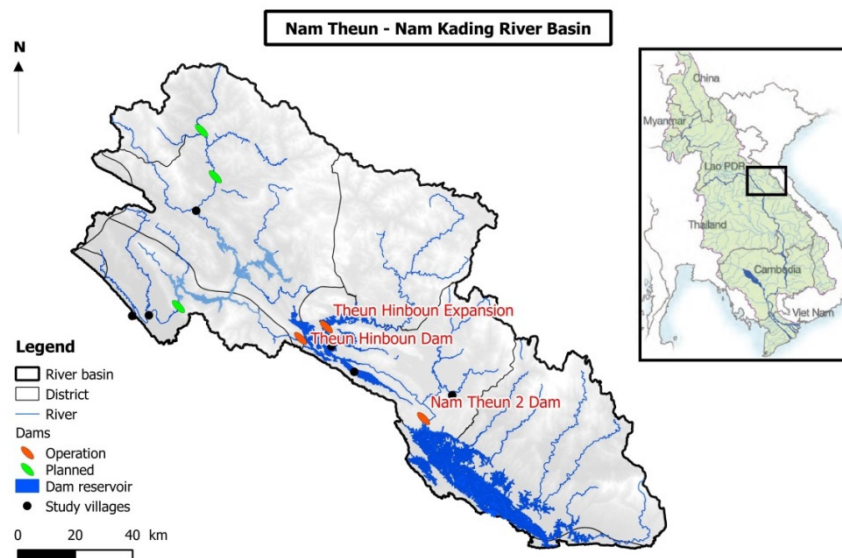 Nam Theun - Nam Kading River Basin
N
China
Myanmar
Lao PDR
Thailand
Cambodia
Viet Nam
Theun Hinboun Expansion
Theun Hinboun Dam
Nam Theun 2 Dam
Legend
River basin
District
River
Dams
Operation
Planned
Dam reservoir
Study villages
0 20 40 km